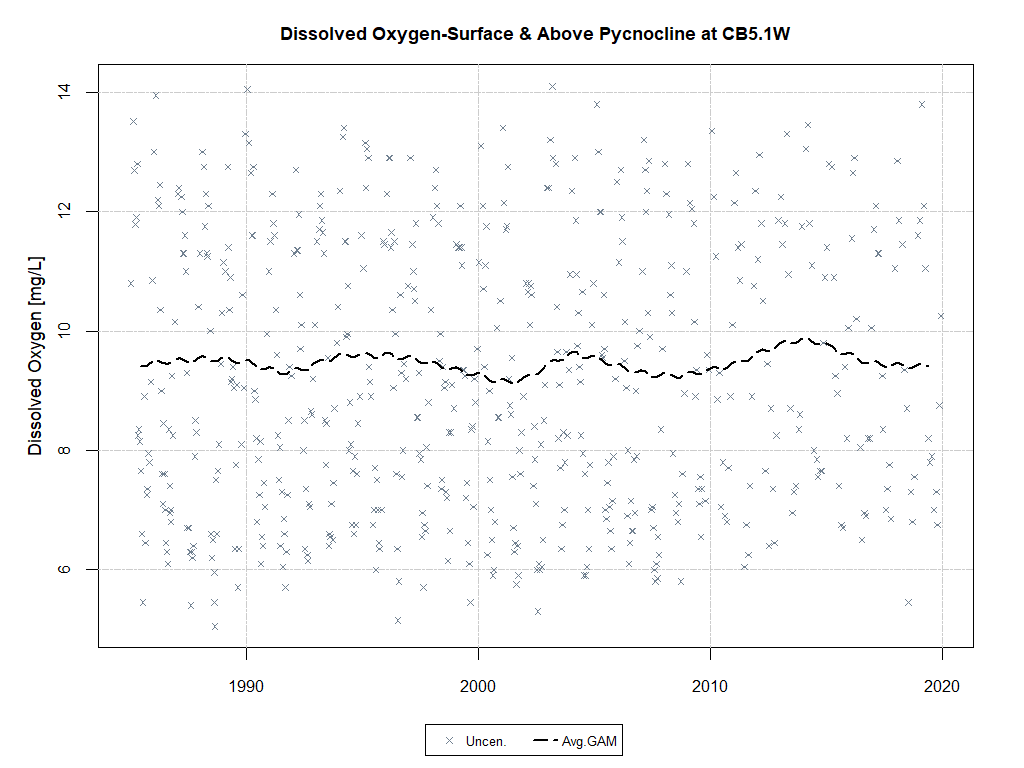 Dissolved Oxygen-Surface & Above Pycnocline at CB5.1W
Dissolved Oxygen [mg/L]
14
12
10
8
6
1990 2000 2010 2020
Uncen. Avg.GAM